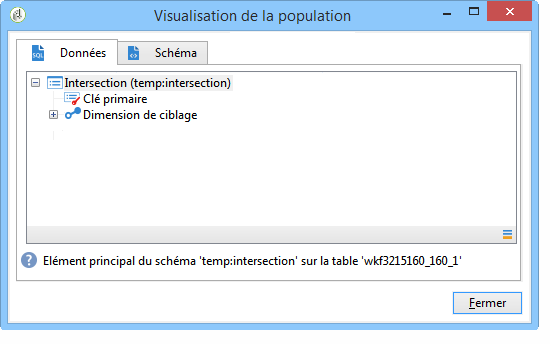 Visualisation de la population
SQL Données
Schéma
Intersection (temp:intersection)
Clé primaire
Dimension de ciblage
Elément principal du schéma 'temp:intersection' sur la table 'wkf3215160_160_1'
Fermer